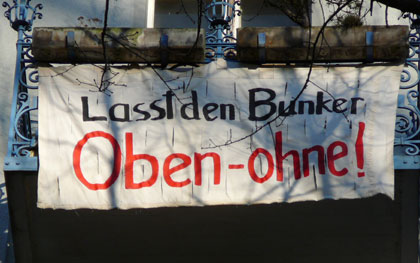 Lasst den Bunker
Oben-ohne!